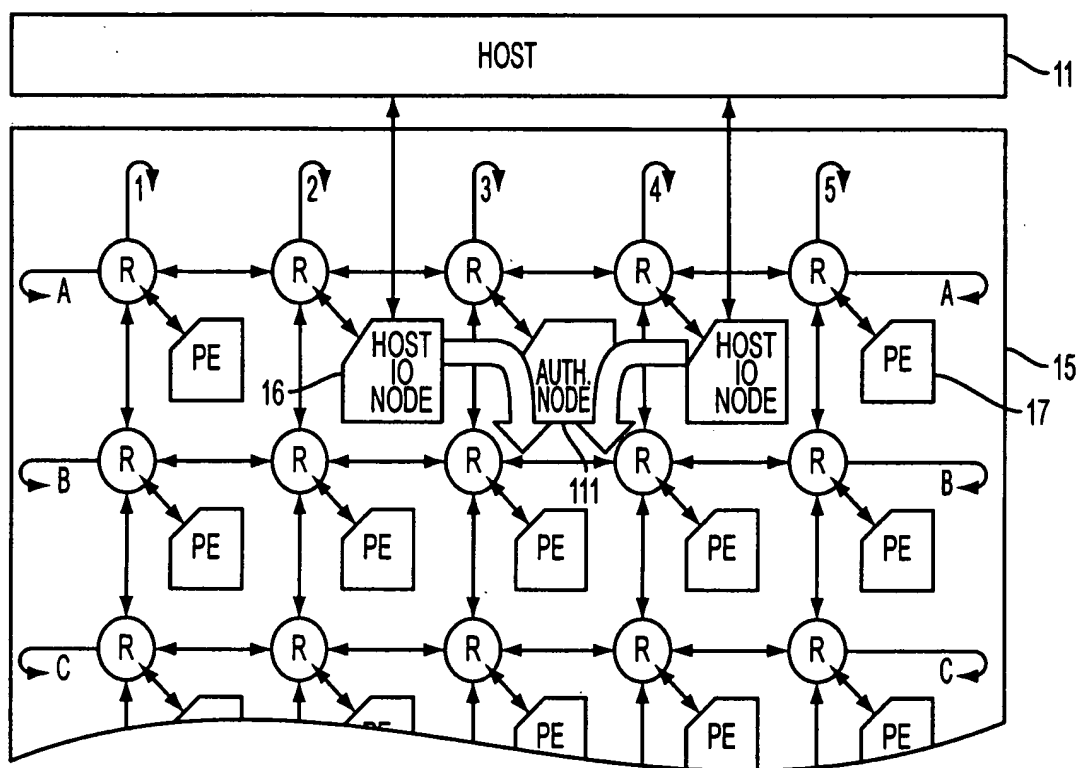 HOST
11
1 2 3 4 5
R R R R R
A A
PE
HOST
IO
NODE
16
AUTH.
NODE
HOST
IO
NODE
PE
15
17
R R R R R
B B
111
PE PE PE PE PE
R R R R R
C C
PE PE PE